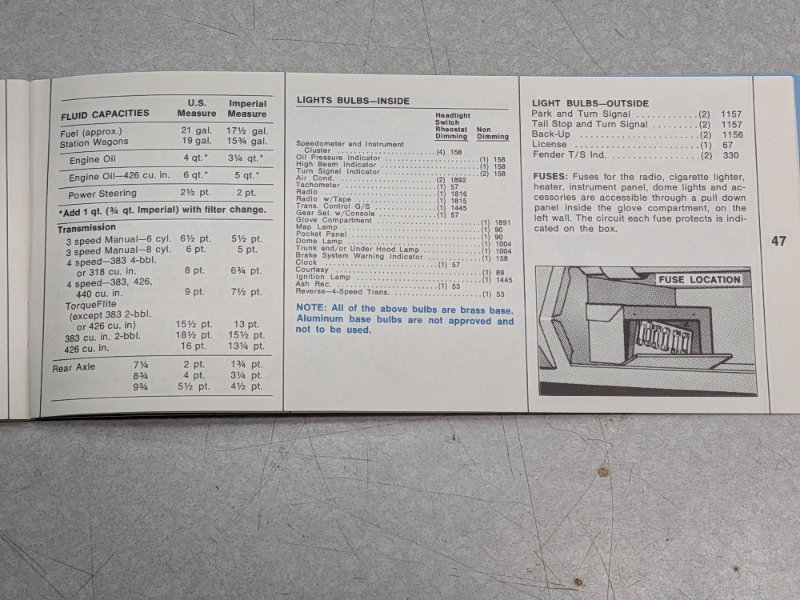 FLUID CAPACITIES U.S. Measure Imperial Measure
Fuel (approx.) 21 gal. 17½ gal.
Station Wagons 19 gal. 15¾ gal.
Engine Oil 4 qt.* 3¼ qt.*
Engine Oil—426 cu. in. 6 qt.* 5 qt.*
Power Steering 2½ pt. 2 pt.
*Add 1 qt. (¾ qt. Imperial) with filter change.
Transmission
3 speed Manual—6 cyl. 6½ pt. 5½ pt.
3 speed Manual—8 cyl. 6 pt. 5 pt.
4 speed—383 4-bbl.
or 318 cu. in. 8 pt. 6¾ pt.
4 speed—383, 426,
440 cu. in. 9 pt. 7½ pt.
TorqueFlite
(except 383 2-bbl.
or 426 cu. in) 15½ pt. 13 pt.
383 cu. in. 2-bbl. 18½ pt. 15½ pt.
426 cu. in. 16 pt. 13¼ pt.
Rear Axle 7¼ 2 pt. 1¾ pt.
8¾ 4 pt. 3¼ pt.
9¾ 5½ pt. 4½ pt.
LIGHTS BULBS—INSIDE
Headlight
Switch
Rheostat Non
Dimming Dimming
Speedometer and Instrument
Cluster (4) 158
Oil Pressure Indicator (1) 158
High Beam Indicator (1) 158
Turn Signal Indicator (2) 158
Air Cond. (2) 1892
Tachometer (1) 57
Radio (1) 1816
Radio w/Tape (1) 1815
Trans. Control G/S (1) 1445
Gear Sel. w/Console (1) 57
Glove Compartment (1) 1891
Map Lamp (1) 90
Pocket Panel (1) 90
Dome Lamp (1) 1004
Trunk and/or Under Hood Lamp (1) 1004
Brake System Warning Indicator (1) 158
Clock (1) 57
Courtesy (1) 89
Ignition Lamp (1) 1445
Ash Rec. (1) 53
Reverse—4-Speed Trans. (1) 53
NOTE: All of the above bulbs are brass base.
Aluminum base bulbs are not approved and
not to be used.
LIGHT BULBS—OUTSIDE
Park and Turn Signal (2) 1157
Tail Stop and Turn Signal (2) 1157
Back-Up (2) 1156
License (1) 67
Fender T/S Ind. (2) 330
FUSES: Fuses for the radio, cigarette lighter,
heater, instrument panel, dome lights and ac-
cessories are accessible through a pull down
panel inside the glove compartment, on the
left wall. The circuit each fuse protects is indi-
cated on the box.
FUSE LOCATION
47